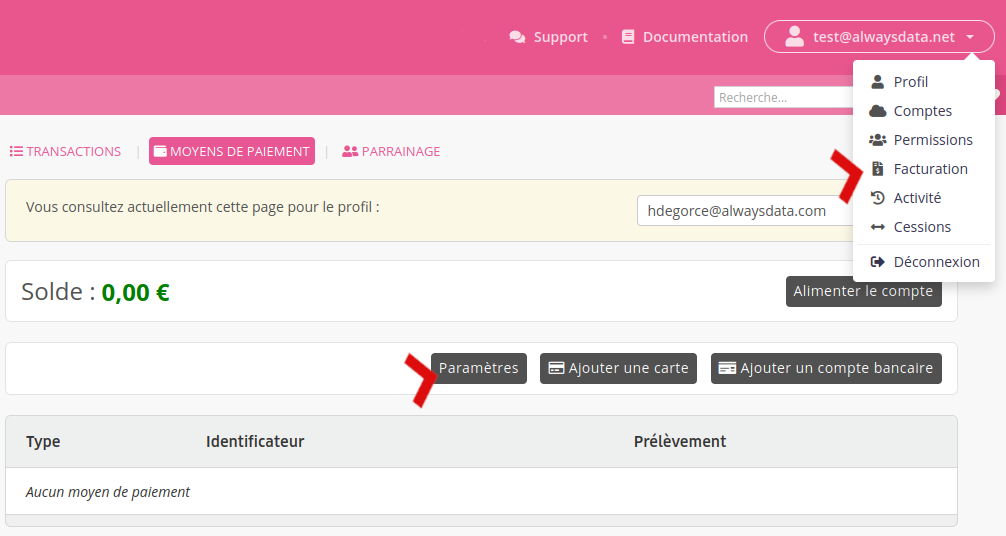 Support • Documentation test@alwaysdata.net
Recherche...
Profil
Comptes
Permissions
Facturation
Activité
Cessions
Déconnexion
TRANSACTIONS | MOYENS DE PAIEMENT | PARRAINAGE
Vous consultez actuellement cette page pour le profil : hdegorce@alwaysdata.com
Solde : 0,00 € Alimenter le compte
Paramètres Ajouter une carte Ajouter un compte bancaire
Type Identificateur Prélèvement
Aucun moyen de paiement